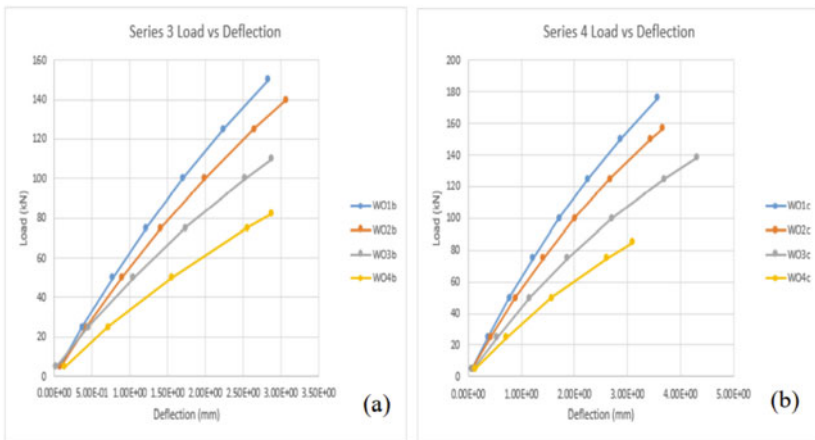 Series 3 Load vs Deflection
160
140
120
100
80
60
40
20
0
Load (kN)
0.00E+00 5.00E-01 1.00E+00 1.50E+00 2.00E+00 2.50E+00 3.00E+00 3.50E+00
Deflection (mm)
WO1b
WO2b
WO3b
WO4b
(a)
Series 4 Load vs Deflection
200
180
160
140
120
100
80
60
40
20
0
Load (kN)
0.00E+00 1.00E+00 2.00E+00 3.00E+00 4.00E+00 5.00E+00
Deflection (mm)
WO1c
WO2c
WO3c
WO4c
(b)